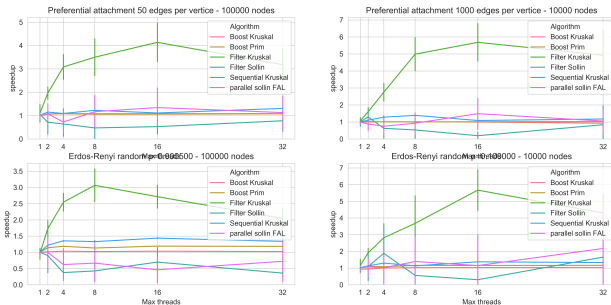 Preferential attachment 50 edges per vertice - 100000 nodes
speedup
5
4
3
2
1
0
1 2 4 8 16 32
Max threads
Algorithm
Boost Kruskal
Boost Prim
Filter Kruskal
Filter Sollin
Sequential Kruskal
parallel sollin FAL
Preferential attachment 1000 edges per vertice - 10000 nodes
speedup
7
6
5
4
3
2
1
0
1 2 4 8 16 32
Algorithm
Boost Kruskal
Boost Prim
Filter Kruskal
Filter Sollin
Sequential Kruskal
parallel sollin FAL
Erdos-Renyi random - 100000 nodes
speedup
3.5
3.0
2.5
2.0
1.5
1.0
0.5
0.0
1 2 4 8 16 32
Max threads
Algorithm
Boost Kruskal
Boost Prim
Filter Kruskal
Filter Sollin
Sequential Kruskal
parallel sollin FAL
Erdos-Renyi random - 10000 nodes
speedup
7
6
5
4
3
2
1
0
1 2 4 8 16 32
Max threads
Algorithm
Boost Kruskal
Boost Prim
Filter Kruskal
Filter Sollin
Sequential Kruskal
parallel sollin FAL